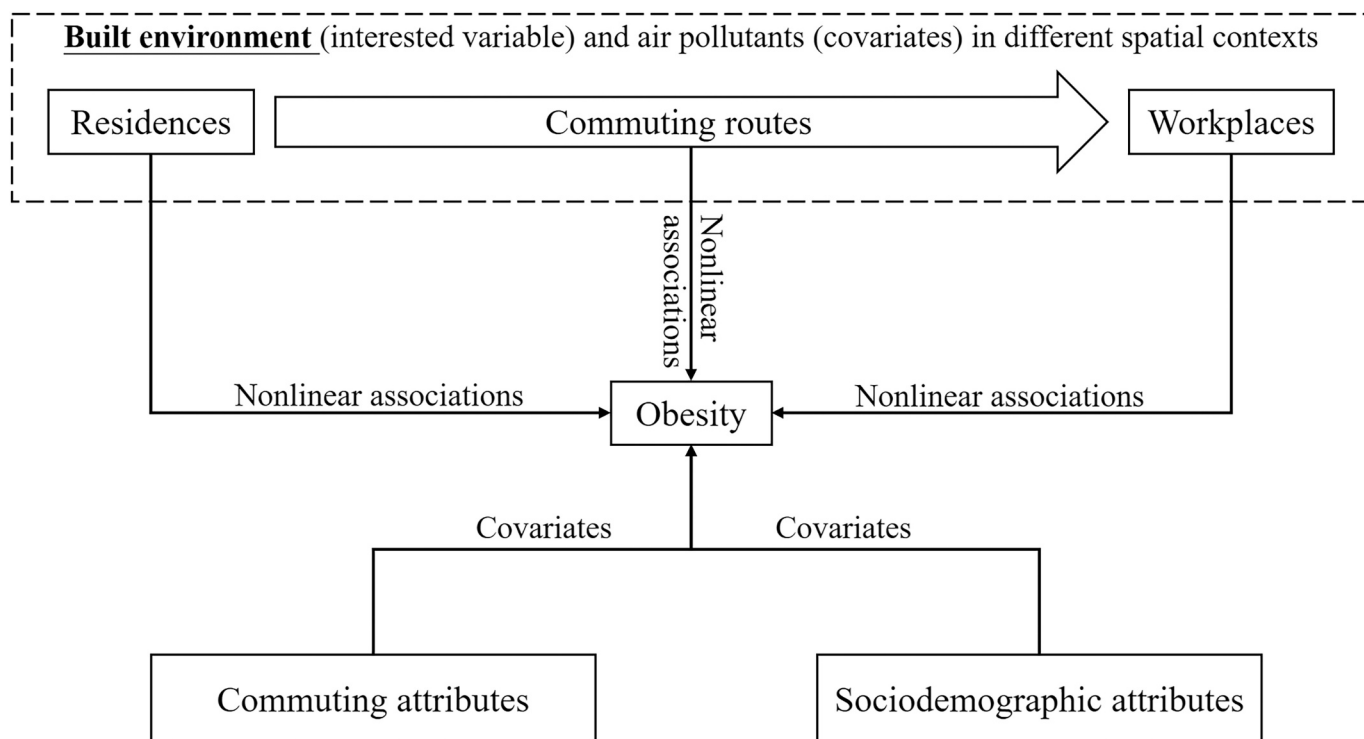 Built environment (interested variable) and air pollutants (covariates) in different spatial contexts
Residences
Commuting routes
Workplaces
Nonlinear
associations
Nonlinear associations
Obesity
Nonlinear associations
Covariates
Covariates
Commuting attributes
Sociodemographic attributes